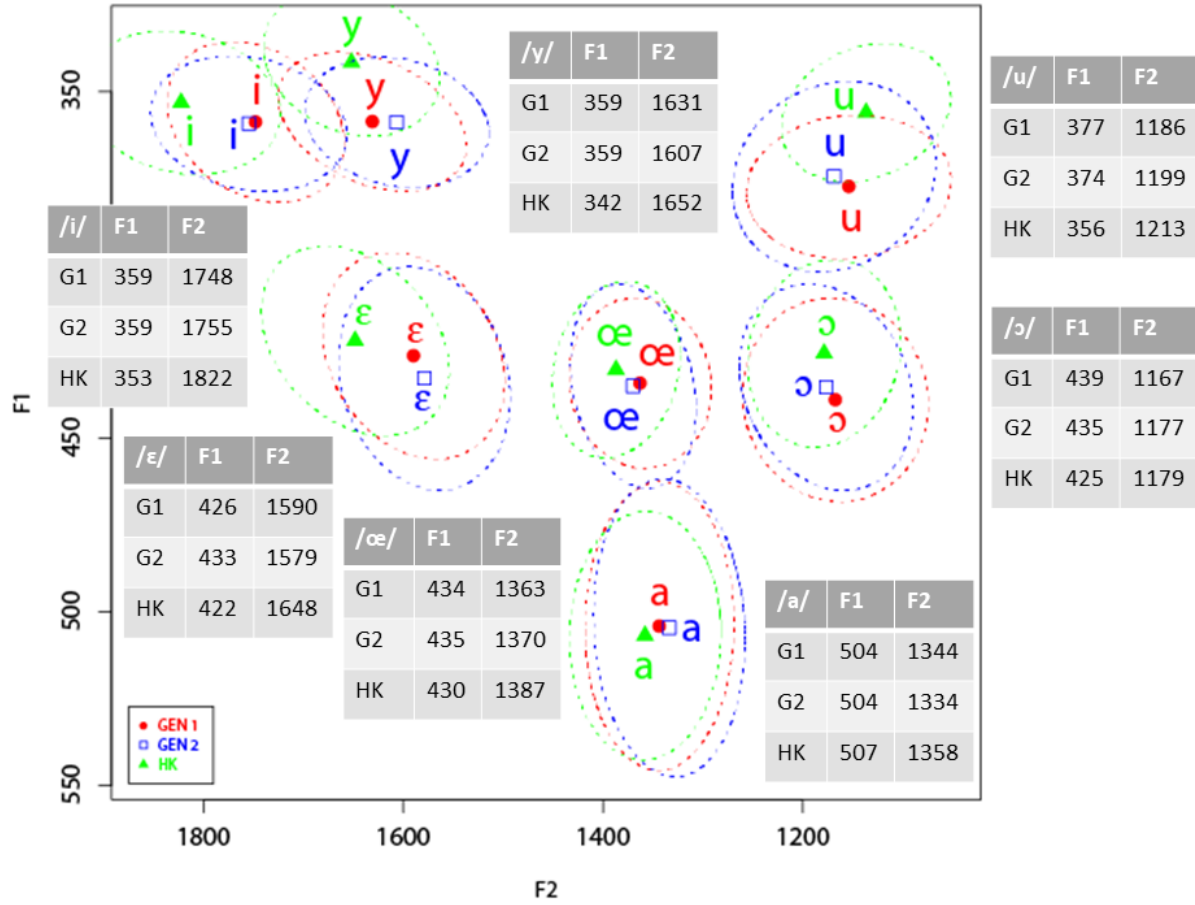 y
i
i
i
y
y
u
u
u
ε
ε
ε
œ
œ
œ
ɔ
ɔ
ɔ
a
a
a
/y/ F1 F2
G1 359 1631
G2 359 1607
HK 342 1652
/u/ F1 F2
G1 377 1186
G2 374 1199
HK 356 1213
/i/ F1 F2
G1 359 1748
G2 359 1755
HK 353 1822
/ɔ/ F1 F2
G1 439 1167
G2 435 1177
HK 425 1179
/ε/ F1 F2
G1 426 1590
G2 433 1579
HK 422 1648
/œ/ F1 F2
G1 434 1363
G2 435 1370
HK 430 1387
/a/ F1 F2
G1 504 1344
G2 504 1334
HK 507 1358
GEN 1
GEN 2
HK
F1
350
450
500
550
1800 1600 1400 1200
F2